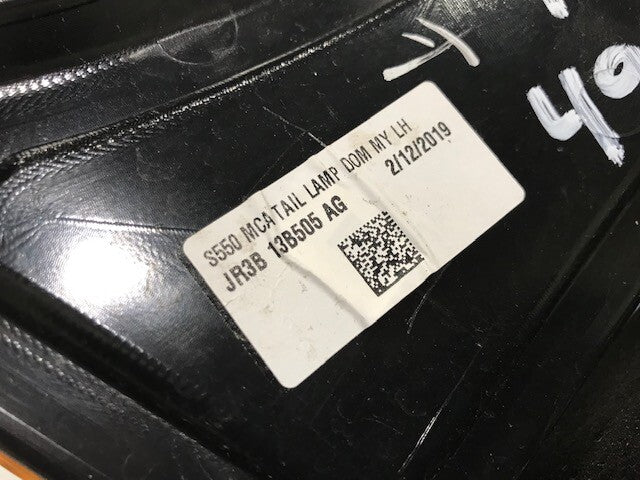 S550 MCA TAIL LAMP DOM MY LH
JR3B 13B505 AG
2/12/2019